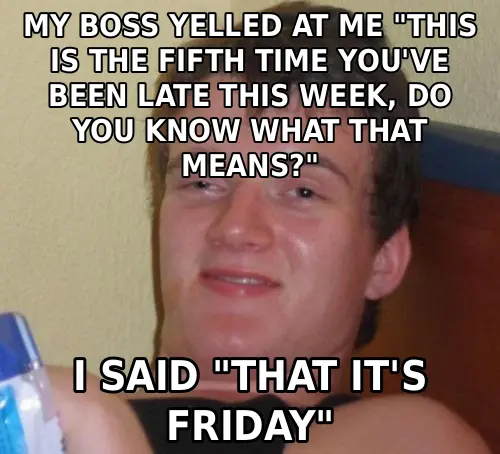 MY BOSS YELLED AT ME "THIS
IS THE FIFTH TIME YOU'VE
BEEN LATE THIS WEEK, DO
YOU KNOW WHAT THAT
MEANS?"
I SAID "THAT IT'S
FRIDAY"